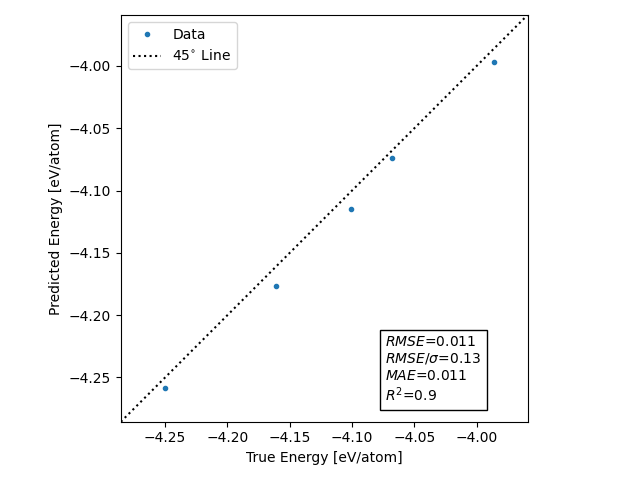 Data
45° Line
−4.00
−4.05
−4.10
−4.15
−4.20
−4.25
Predicted Energy [eV/atom]
RMSE=0.011
RMSE/σ=0.13
MAE=0.011
R²=0.9
−4.25 −4.20 −4.15 −4.10 −4.05 −4.00
True Energy [eV/atom]